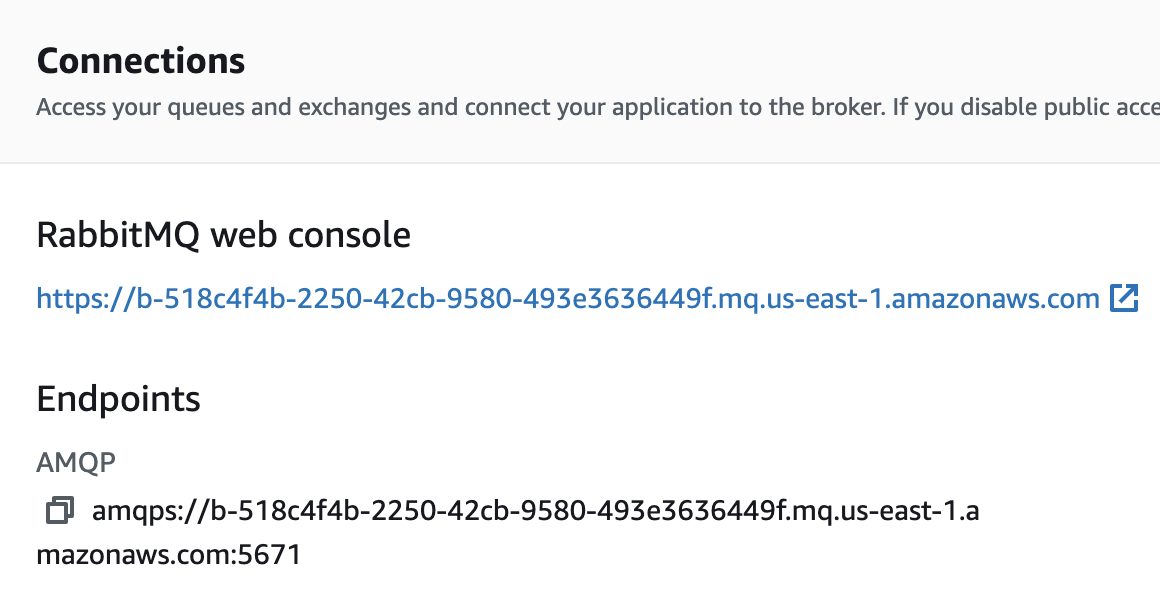 Connections
Access your queues and exchanges and connect your application to the broker. If you disable public acce
RabbitMQ web console
https://b-518c4f4b-2250-42cb-9580-493e3636449f.mq.us-east-1.amazonaws.com
Endpoints
AMQP
amqps://b-518c4f4b-2250-42cb-9580-493e3636449f.mq.us-east-1.a
mazonaws.com:5671